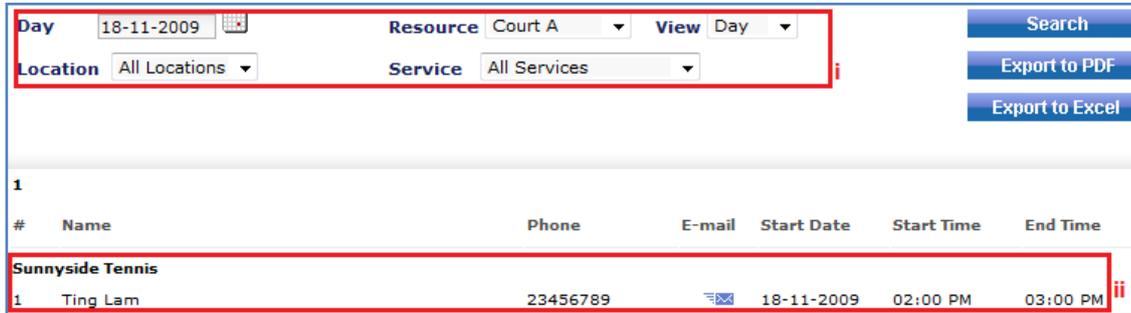 Day 18-11-2009 Resource Court A View Day Search
Location All Locations Service All Services i Export to PDF
Export to Excel
1
# Name Phone E-mail Start Date Start Time End Time
Sunnyside Tennis
1 Ting Lam 23456789 18-11-2009 02:00 PM 03:00 PM ii